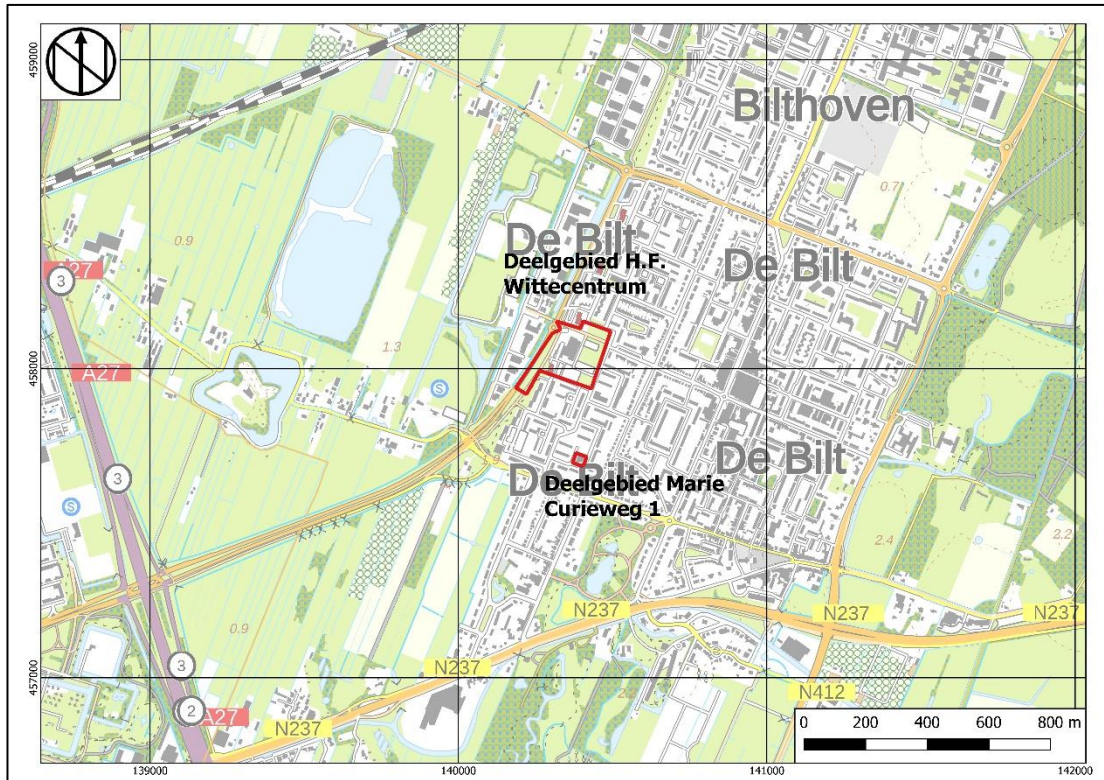 459000
Bilthoven
0.7
De Bilt
Deelgebied H.F.
Wittecentrum
De Bilt
0.9
A27
3
1.3
458000
A27
S
3
De Bilt
De Bilt
Deelgebied Marie
Curieweg 1
S
2.4
2.2
0.9
N237
N237
N237
3
457000
N237
2
A27
N237
N412
0 200 400 600 800 m
139000 140000 141000 142000